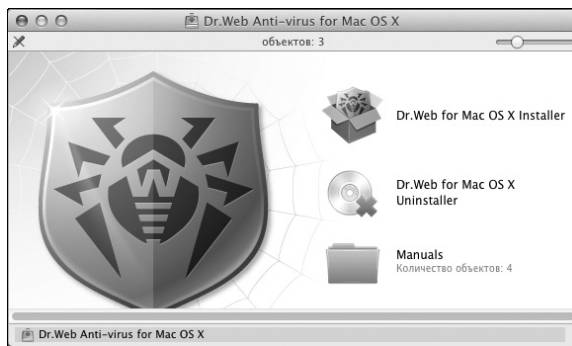 Dr.Web Anti-virus for Mac OS X
объектов: 3
Dr.Web for Mac OS X Installer
Dr.Web for Mac OS X
Uninstaller
Manuals
Количество объектов: 4
Dr.Web Anti-virus for Mac OS X